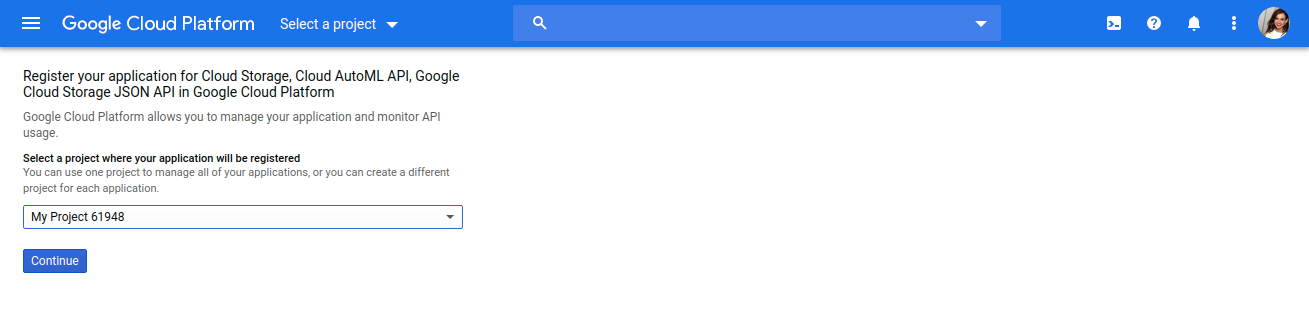 Google Cloud Platform
Select a project
Register your application for Cloud Storage, Cloud AutoML API, Google
Cloud Storage JSON API in Google Cloud Platform
Google Cloud Platform allows you to manage your application and monitor API
usage.
Select a project where your application will be registered
You can use one project to manage all of your applications, or you can create a different
project for each application.
My Project 61948
Continue